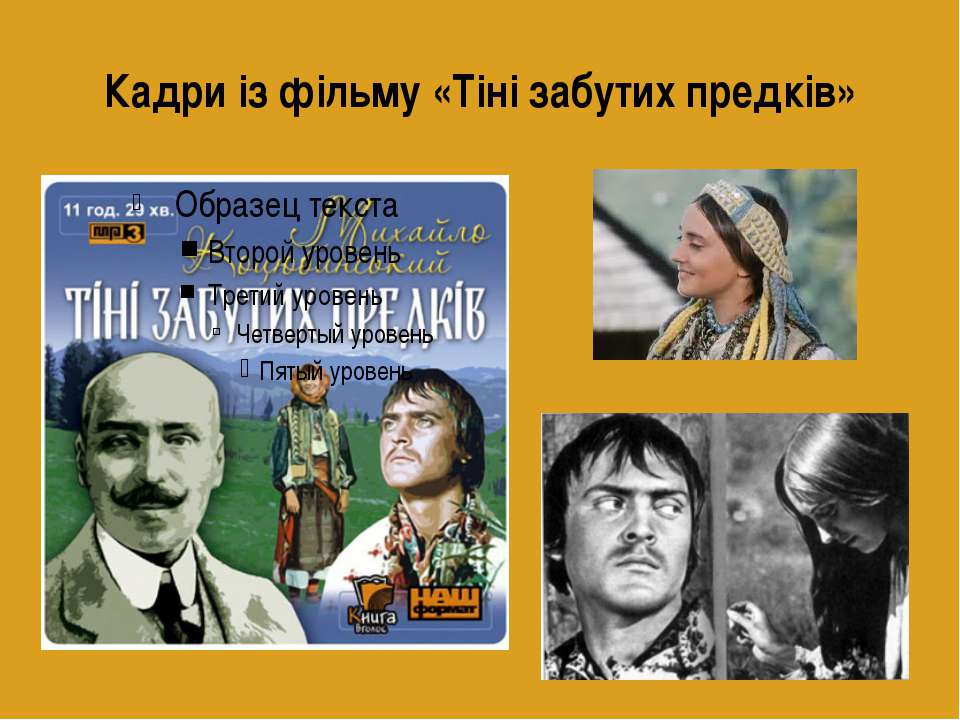 Кадри із фільму «Тіні забутих предків»
11 год. 29 хв.
mp3
Образец текста
Михайло
Коцюбинський
Второй уровень
Третий уровень
ТІНІ ЗАБУТИХ ПРЕДКІВ
Четвертый уровень
Пятый уровень
Книга
вголос
НАШ
формат